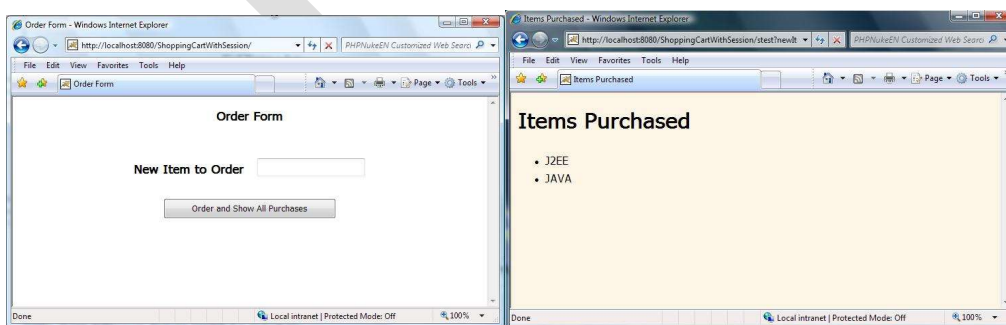 Order Form - Windows Internet Explorer
http://localhost:8080/ShoppingCartWithSession/
PHPNukeEN Customized Web Searc
File Edit View Favorites Tools Help
Order Form
Page Tools
Order Form
New Item to Order
Order and Show All Purchases
Done
Local intranet | Protected Mode: Off
100%
Items Purchased - Windows Internet Explorer
http://localhost:8080/ShoppingCartWithSession/stest?newIt
PHPNukeEN Customized Web Searc
File Edit View Favorites Tools Help
Items Purchased
Page Tools
Items Purchased
• J2EE
• JAVA
Done
Local intranet | Protected Mode: Off
100%